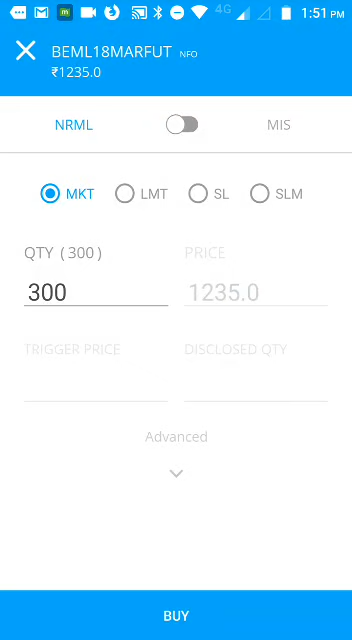 4G 1:51 PM
BEML18MARFUT NFO
₹1235.0
NRML MIS
MKT LMT SL SLM
QTY (300) PRICE
300 1235.0
TRIGGER PRICE DISCLOSED QTY
Advanced
BUY